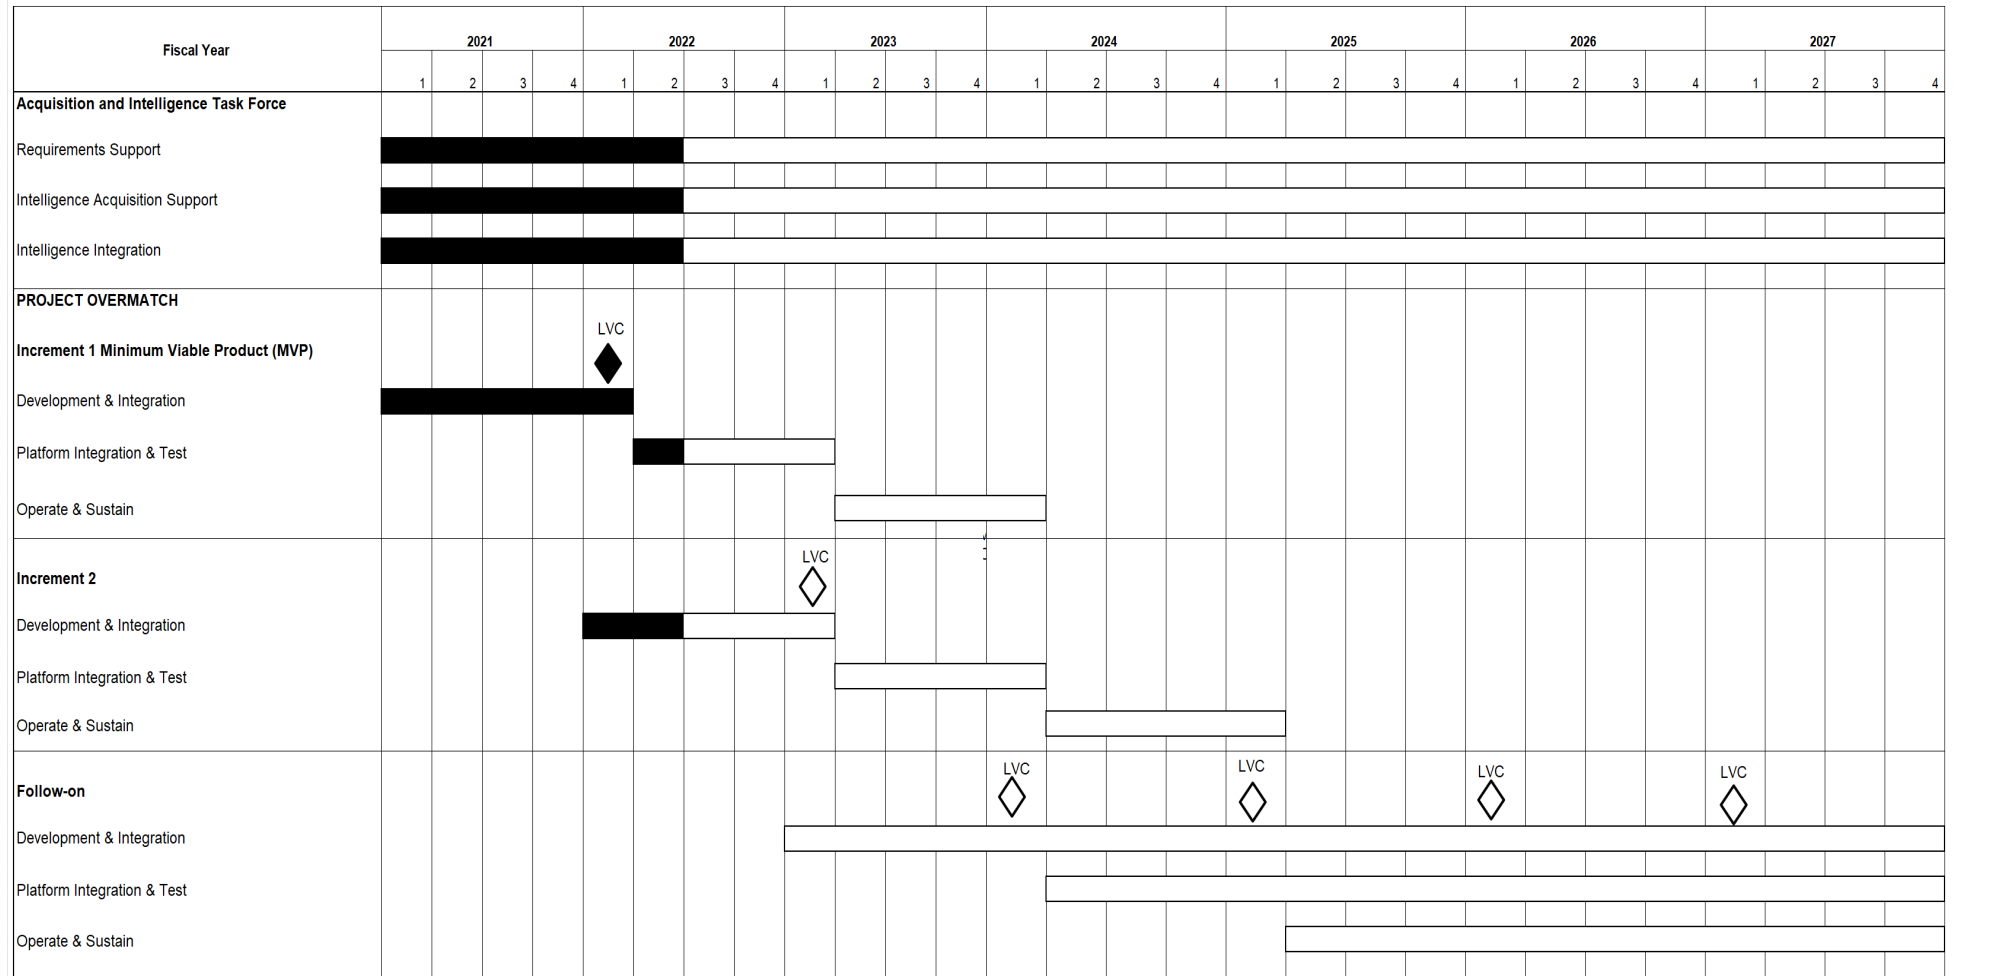 2021 2022 2023 2024 2025 2026 2027
Fiscal Year
1 2 3 4 1 2 3 4 1 2 3 4 1 2 3 4 1 2 3 4 1 2 3 4 1 2 3 4
Acquisition and Intelligence Task Force
Requirements Support
Intelligence Acquisition Support
Intelligence Integration
PROJECT OVERMATCH
LVC
Increment 1 Minimum Viable Product (MVP)
Development & Integration
Platform Integration & Test
Operate & Sustain
LVC
Increment 2
Development & Integration
Platform Integration & Test
Operate & Sustain
LVC LVC LVC LVC
Follow-on
Development & Integration
Platform Integration & Test
Operate & Sustain